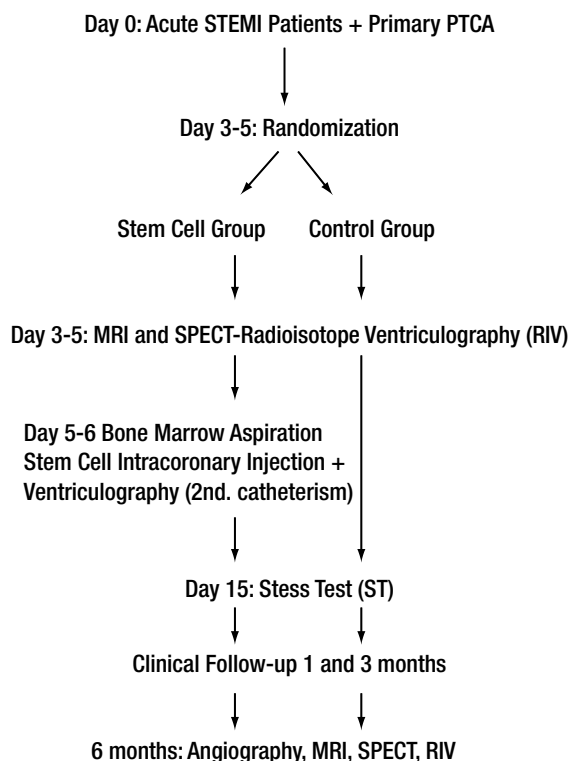 Day 0: Acute STEMI Patients + Primary PTCA
Day 3-5: Randomization
Stem Cell Group
Control Group
Day 3-5: MRI and SPECT-Radioisotope Ventriculography (RIV)
Day 5-6 Bone Marrow Aspiration
Stem Cell Intracoronary Injection +
Ventriculography (2nd. catheterism)
Day 15: Stess Test (ST)
Clinical Follow-up 1 and 3 months
6 months: Angiography, MRI, SPECT, RIV